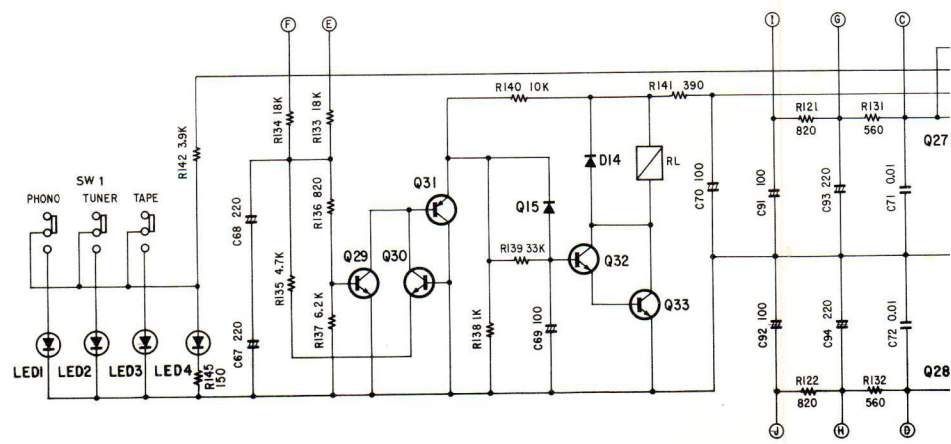 F E I G C
R140 10K R141 390
R134 18K R133 18K
R121 820 R131 560
Q27
R142 3.9K
SW 1
PHONO TUNER TAPE
D14 RL
Q31
R136 820
C68 220
Q15
C70 100
C91 100
C93 220
C71 0.01
R135 4.7K
Q29 Q30
R139 33K
Q32
Q33
R137 6.2K
C67 220
R138 1K
C69 100
C92 100
C94 220
C72 0.01
LED1 LED2 LED3 LED4
R145 150
R122 820 R132 560
Q28
J H D